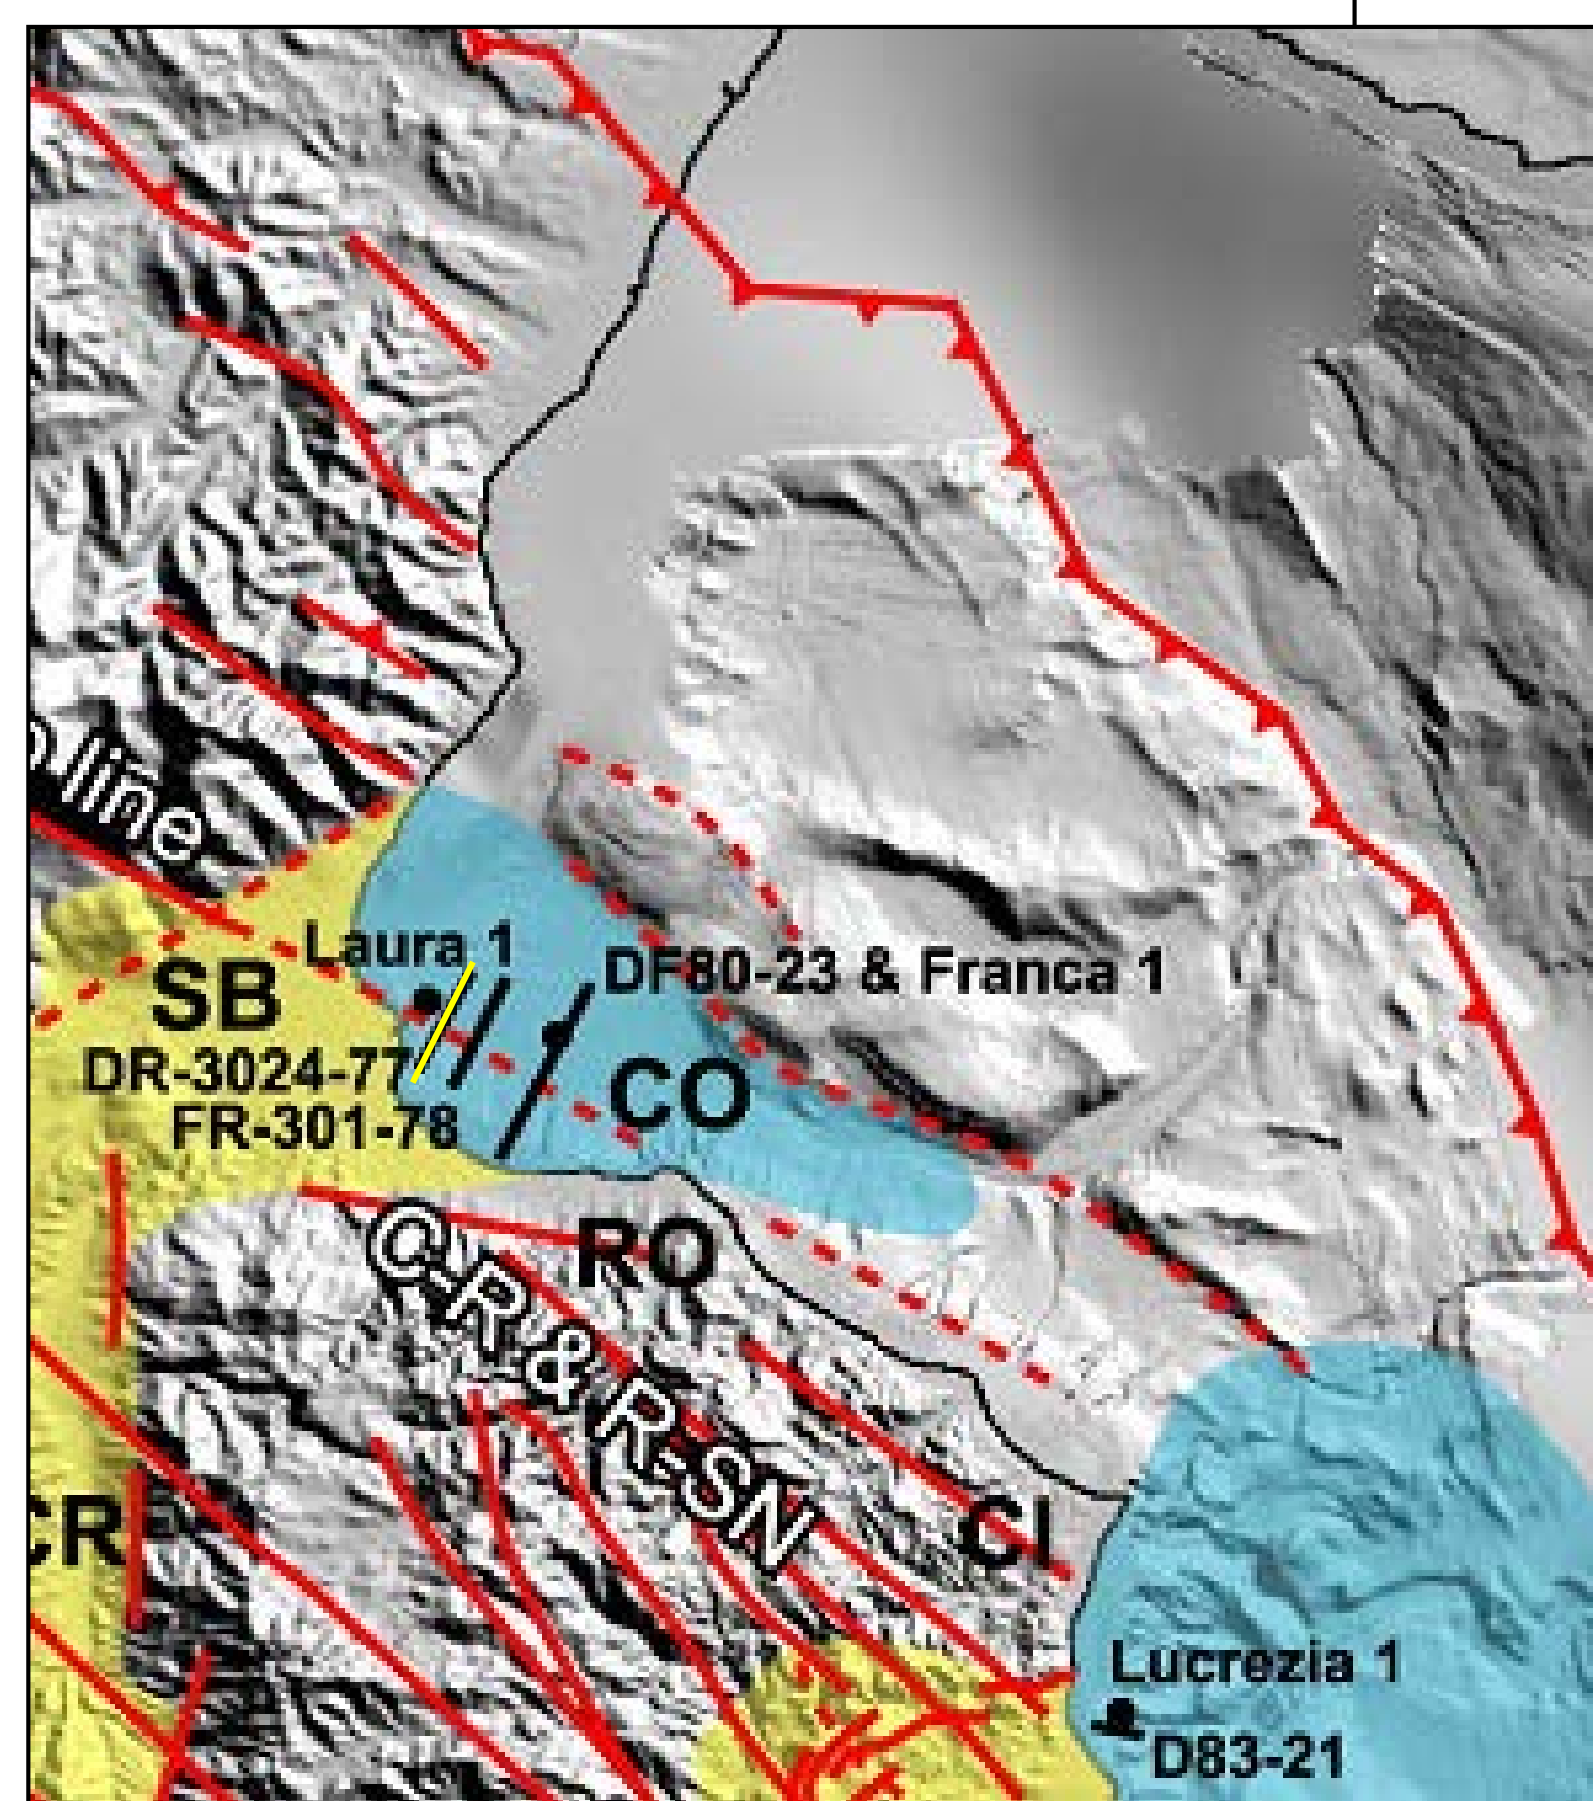 line
Laura 1
DF80-23 & Franca 1
SB
DR-3024-77
CO
FR-301-78
RO
C-R & R-SN
CI
CR
Lucrezia 1
D83-21